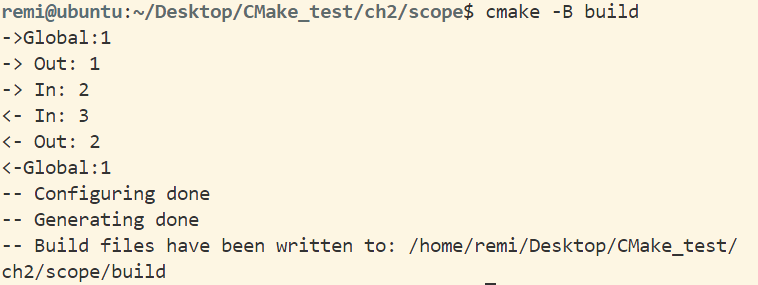 remi@ubuntu:~/Desktop/CMake_test/ch2/scope$ cmake -B build
->Global:1
-> Out: 1
-> In: 2
<- In: 3
<- Out: 2
<-Global:1
-- Configuring done
-- Generating done
-- Build files have been written to: /home/remi/Desktop/CMake_test/
ch2/scope/build